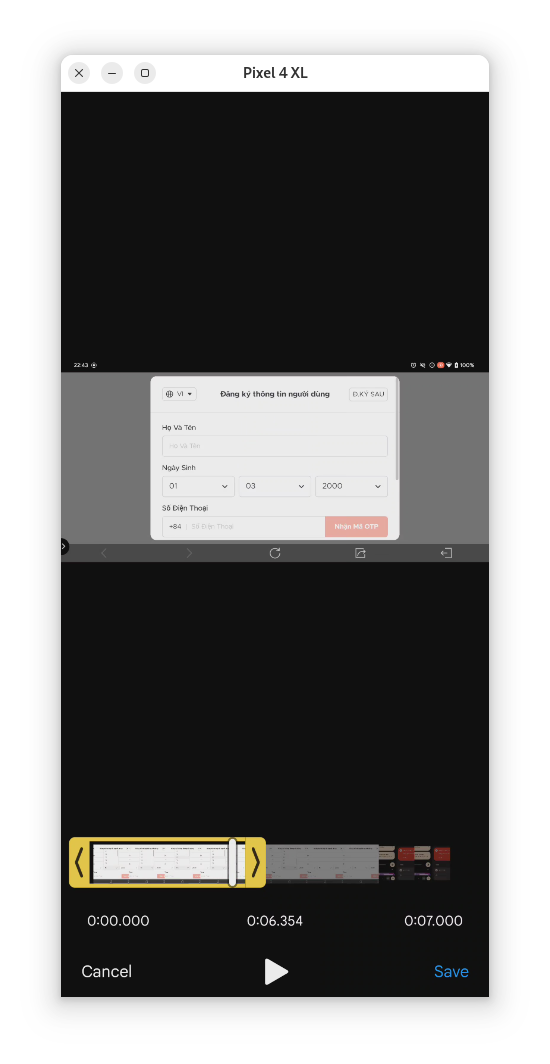 Pixel 4 XL
22:43
100%
VI
Đăng ký thông tin người dùng
D.KÝ SAU
Họ Và Tên
Họ Và Tên
Ngày Sinh
01
03
2000
Số Điện Thoại
+84
Số Điện Thoại
Nhận Mã OTP
0:00.000
0:06.354
0:07.000
Cancel
Save